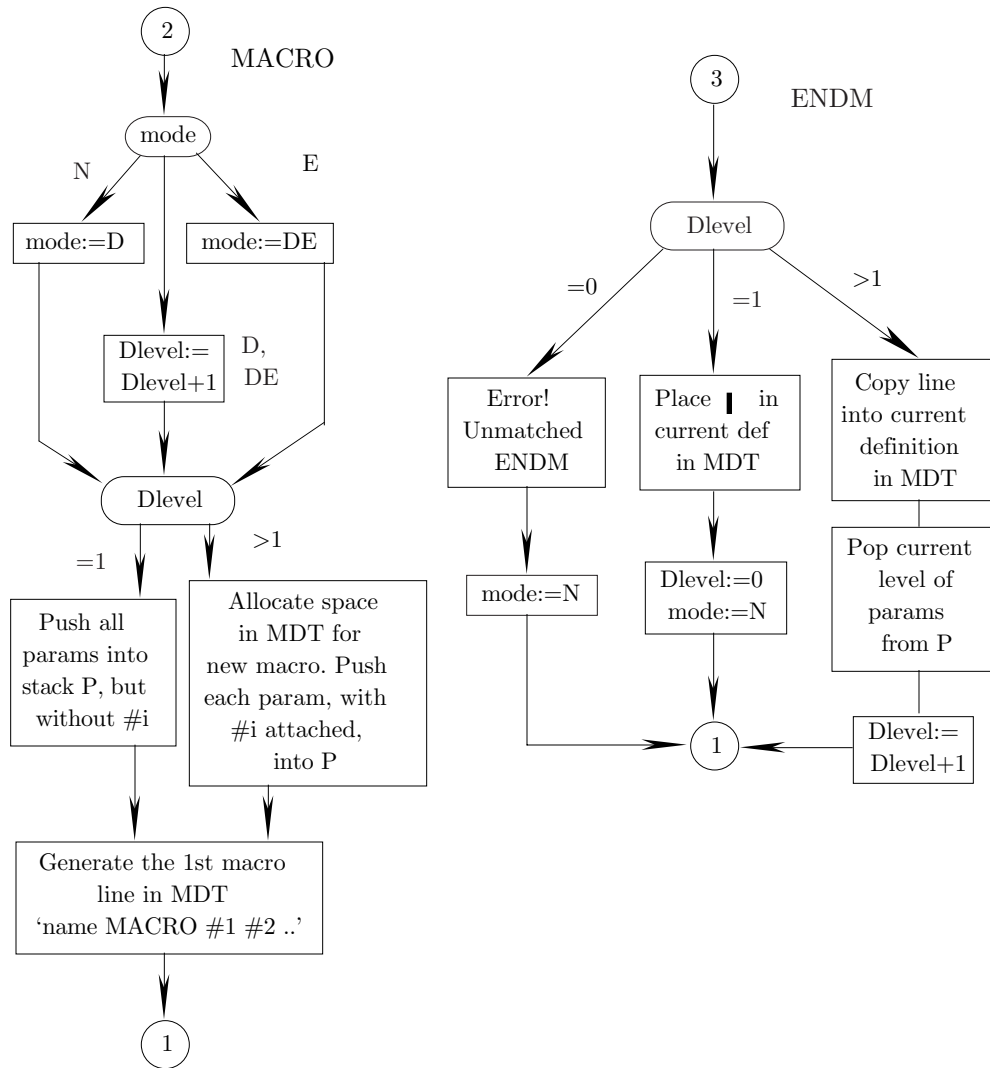 2
MACRO
mode
N
E
mode:=D
mode:=DE
Dlevel:=
Dlevel+1
D,
DE
Dlevel
=1
>1
Push all
params into
stack P, but
without #i
Allocate space
in MDT for
new macro. Push
each param, with
#i attached,
into P
Generate the 1st macro
line in MDT
‘name MACRO #1 #2 ..’
1
3
ENDM
Dlevel
=0
=1
>1
Error!
Unmatched
ENDM
Place ▌ in
current def
in MDT
Copy line
into current
definition
in MDT
mode:=N
Dlevel:=0
mode:=N
Pop current
level of
params
from P
1
Dlevel:=
Dlevel+1